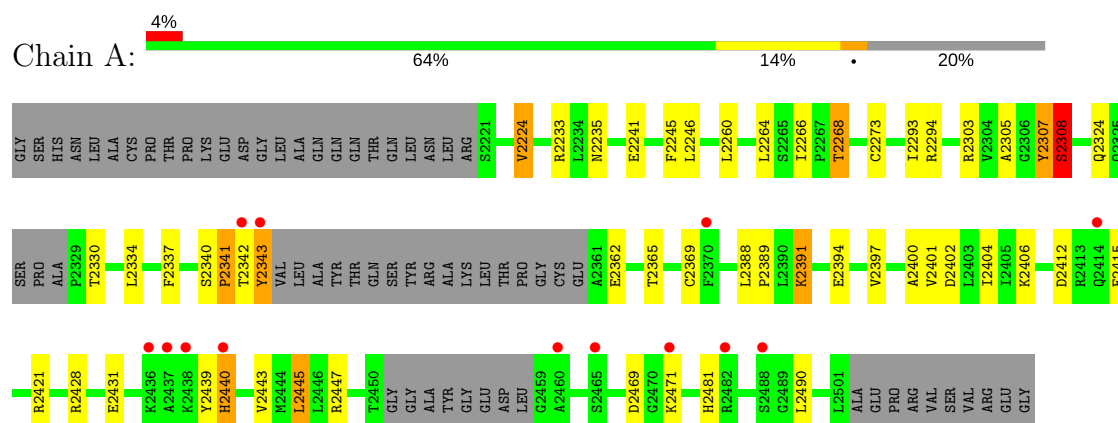 4%
Chain A:
64% 14% • 20%
GLY SER HIS ASN LEU ALA CYS PRO THR PRO LYS GLU ASP GLY LEU ALA GLN GLN GLN THR GLN LEU ASN LEU ARG S2221 V2224 R2233 L2234 N2235 E2241 F2245 L2246 L2260 L2264 S2265 I2266 P2267 T2268 C2273 I2293 R2294 R2303 V2304 A2305 G2306 Y2307 S2308 Q2324
SER PRO ALA P2329 T2330 L2334 F2337 S2340 P2341 T2342 Y2343 VAL LEU ALA TYR THR GLN SER TYR ARG ALA LYS LEU THR PRO GLY CYS GLU A2361 E2362 T2365 C2369 F2370 L2388 P2389 L2390 K2391 E2394 V2397 A2400 V2401 D2402 L2403 I2404 I2405 K2406 D2412 R2413 Q2414
R2421 R2428 E2431 K2436 A2437 K2438 Y2439 H2440 V2443 M2444 L2445 L2446 R2447 T2450 GLY GLY ALA TYR GLY GLU ASP LEU G2459 A2460 S2465 D2469 G2470 K2471 H2481 R2482 S2488 G2489 L2490 L2501 ALA GLU PRO ARG VAL SER VAL ARG GLU GLY